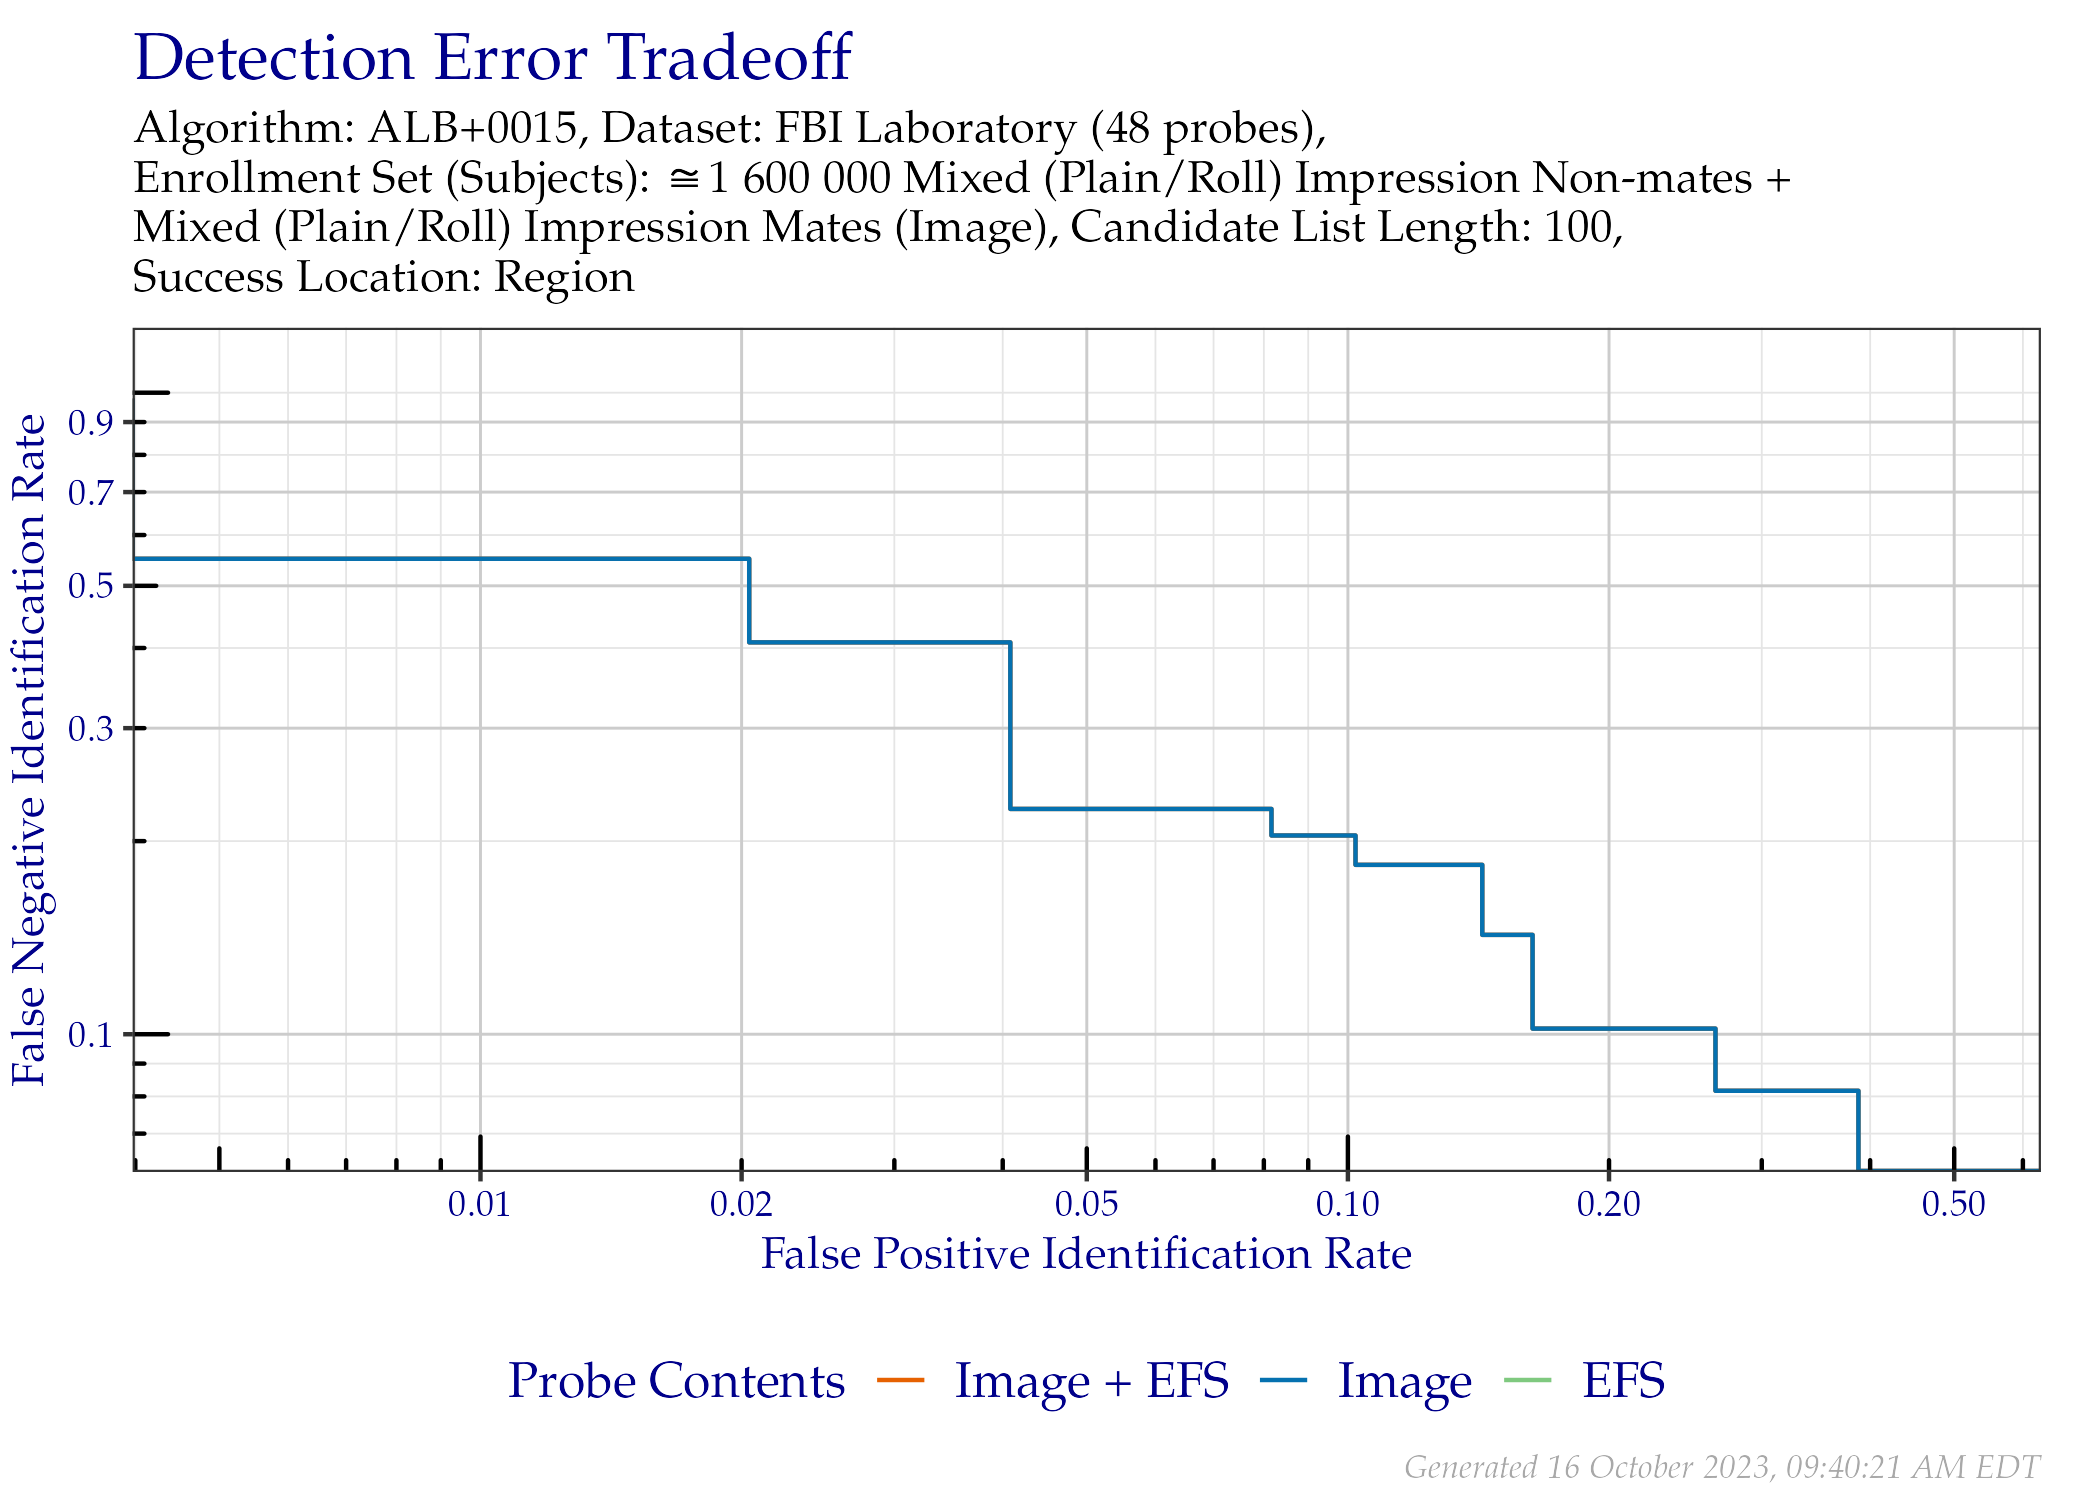 Detection Error Tradeoff
Algorithm: ALB+0015, Dataset: FBI Laboratory (48 probes),
Enrollment Set (Subjects): ≅1 600 000 Mixed (Plain/Roll) Impression Non-mates +
Mixed (Plain/Roll) Impression Mates (Image), Candidate List Length: 100,
Success Location: Region
False Negative Identification Rate
0.9
0.7
0.5
0.3
0.1
0.01 0.02 0.05 0.10 0.20 0.50
False Positive Identification Rate
Probe Contents Image + EFS Image EFS
Generated 16 October 2023, 09:40:21 AM EDT